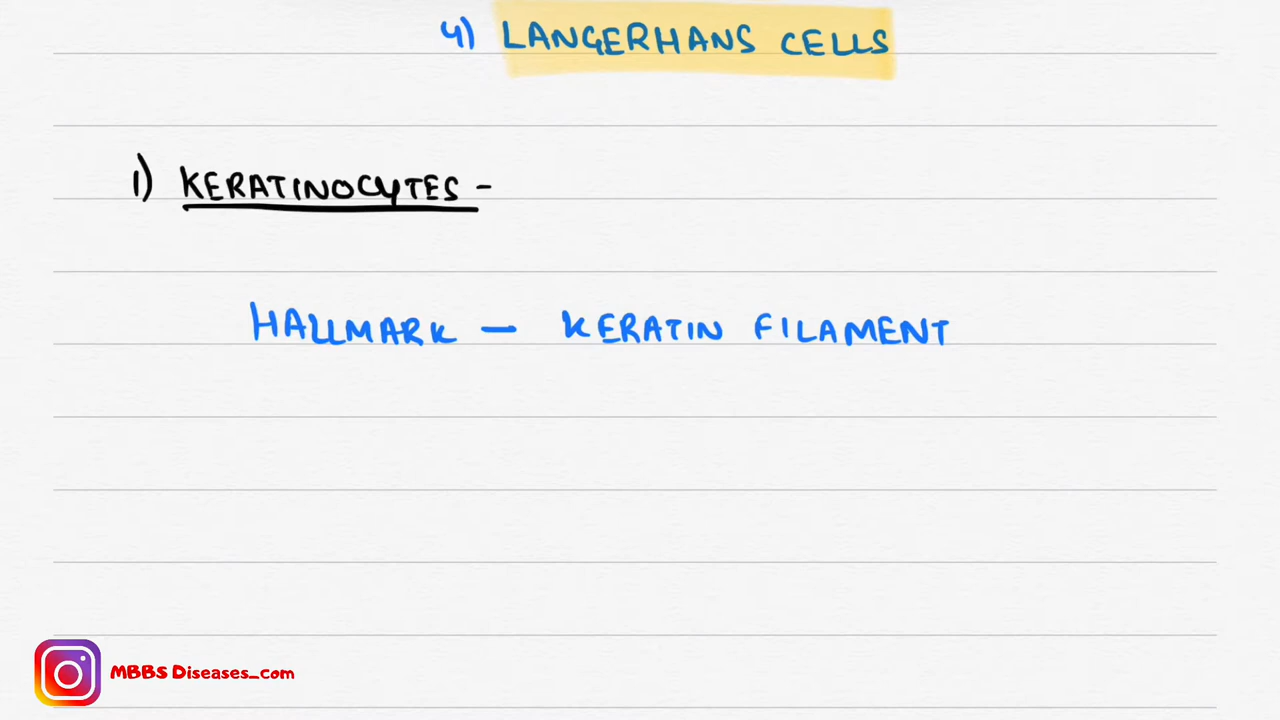 4) LANGERHANS CELLS
1) KERATINOCYTES -
HALLMARK - KERATIN FILAMENT
MBBS Diseases_com